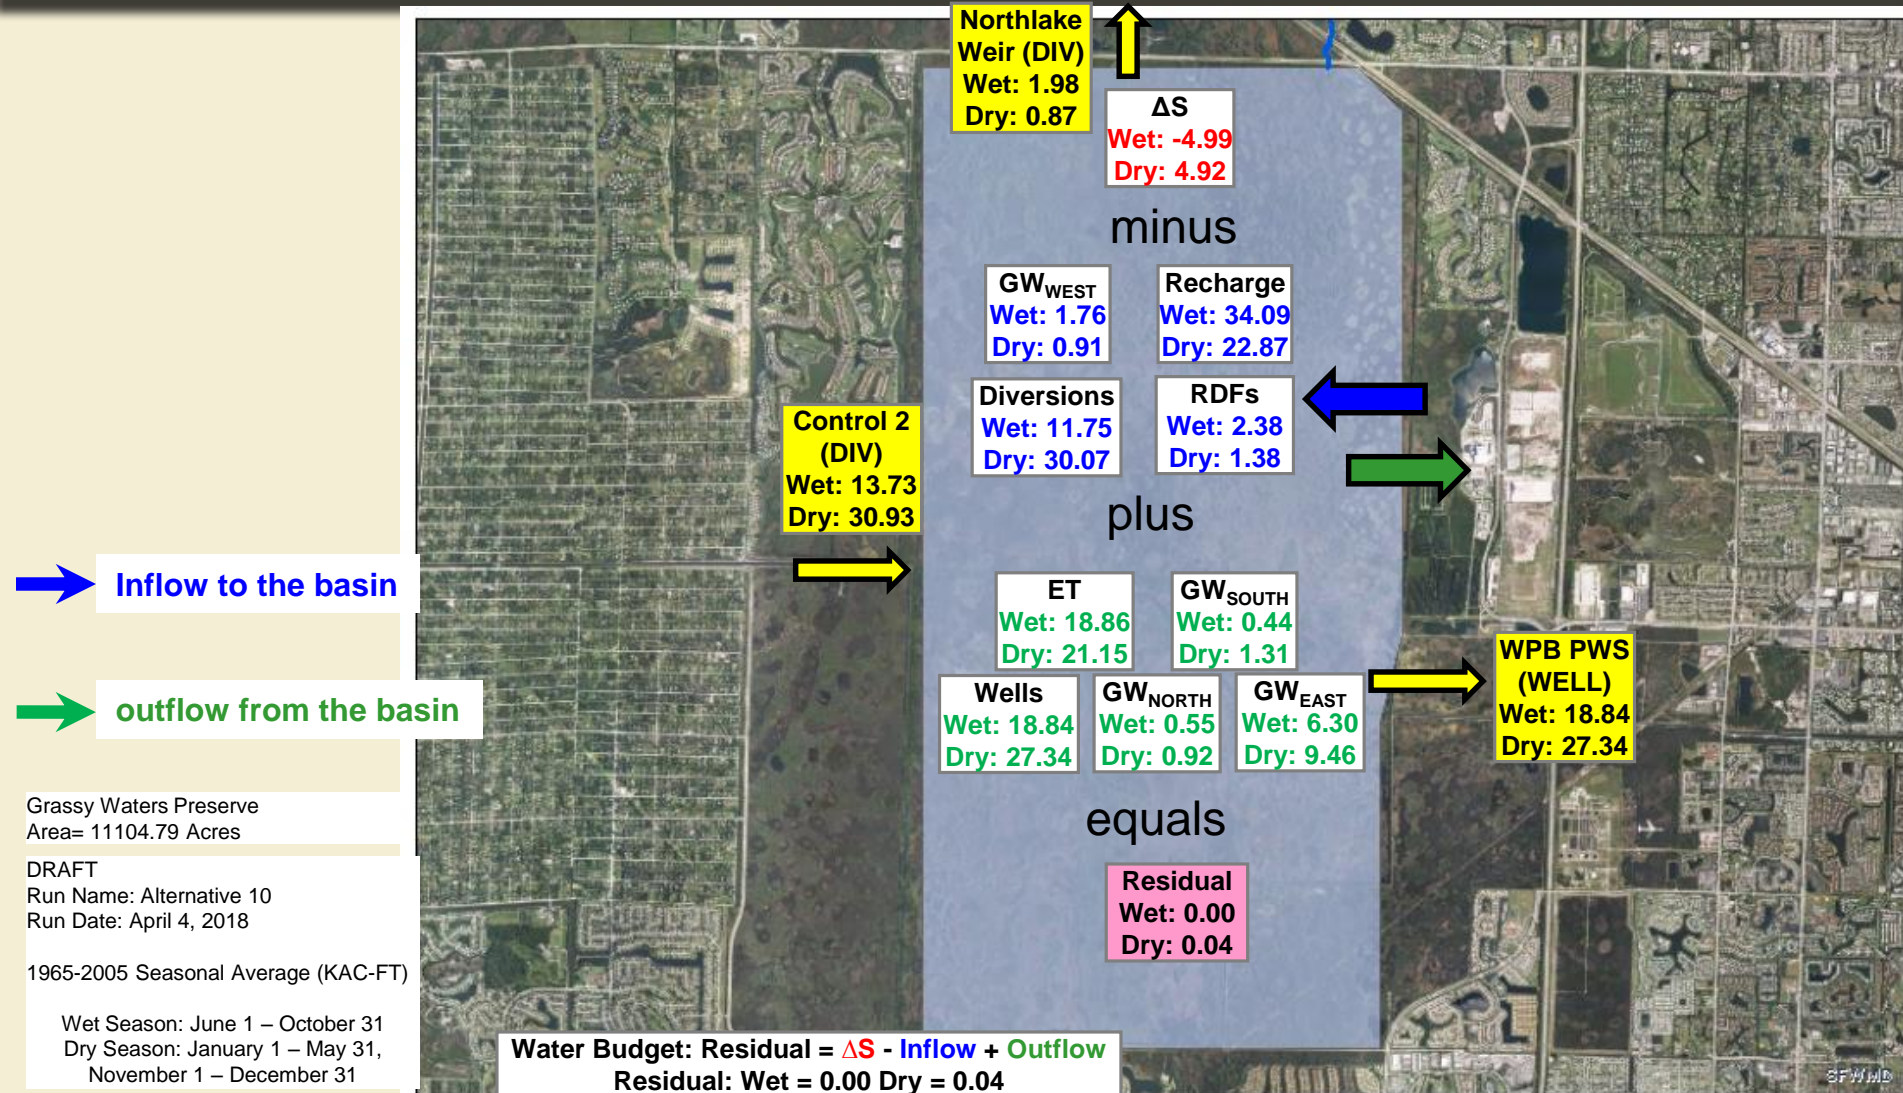 Northlake
Weir (DIV)
Wet: 1.98
Dry: 0.87
ΔS
Wet: -4.99
Dry: 4.92
minus
GWWEST
Wet: 1.76
Dry: 0.91
Recharge
Wet: 34.09
Dry: 22.87
Diversions
Wet: 11.75
Dry: 30.07
RDFs
Wet: 2.38
Dry: 1.38
Control 2
(DIV)
Wet: 13.73
Dry: 30.93
plus
Inflow to the basin
outflow from the basin
ET
Wet: 18.86
Dry: 21.15
GWSOUTH
Wet: 0.44
Dry: 1.31
Wells
Wet: 18.84
Dry: 27.34
GWNORTH
Wet: 0.55
Dry: 0.92
GWEAST
Wet: 6.30
Dry: 9.46
WPB PWS
(WELL)
Wet: 18.84
Dry: 27.34
equals
Residual
Wet: 0.00
Dry: 0.04
Grassy Waters Preserve
Area= 11104.79 Acres
DRAFT
Run Name: Alternative 10
Run Date: April 4, 2018
1965-2005 Seasonal Average (KAC-FT)
Wet Season: June 1 – October 31
Dry Season: January 1 – May 31,
November 1 – December 31
Water Budget: Residual = ΔS - Inflow + Outflow
Residual: Wet = 0.00 Dry = 0.04
SFWMD